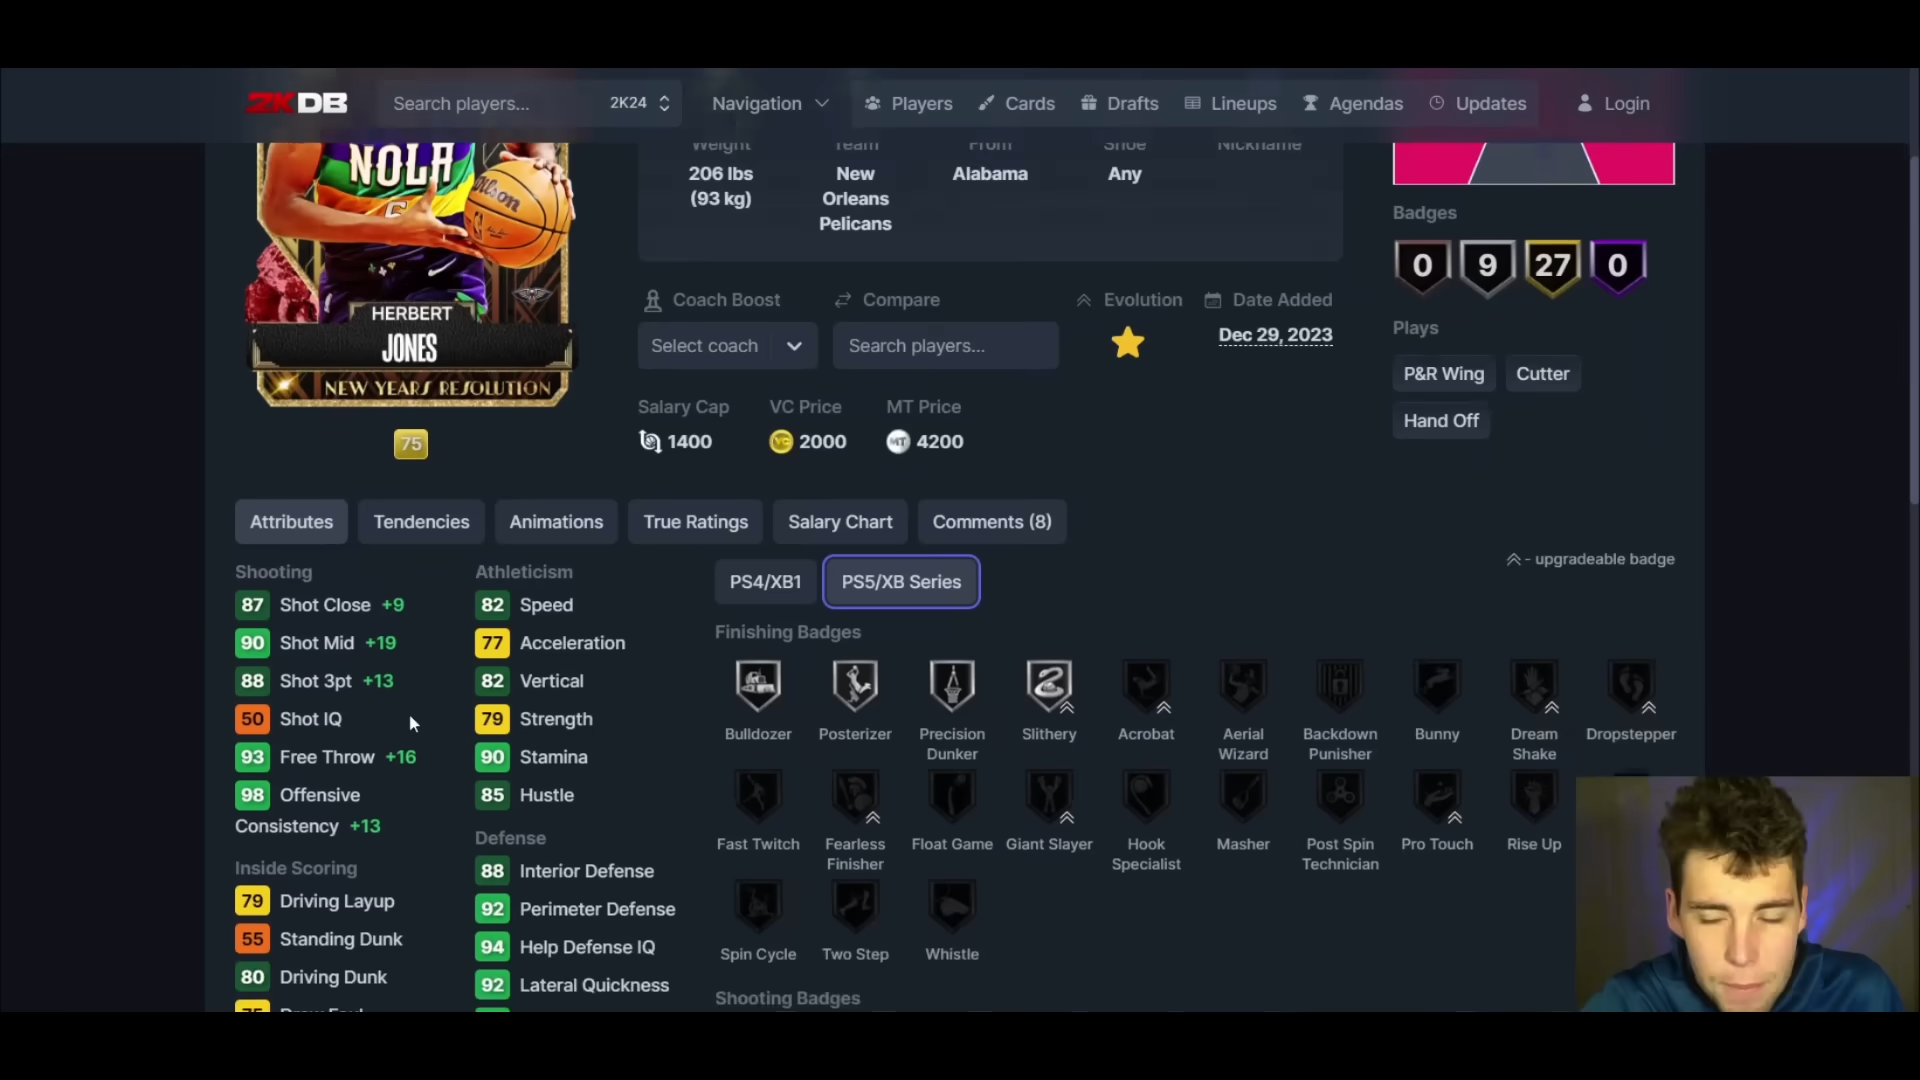 2KDB
Search players...
2K24
Navigation
Players
Cards
Drafts
Lineups
Agendas
Updates
Login
NOLA
Wilson
HERBERT
JONES
NEW YEARS RESOLUTION
75
Weight
206 lbs
(93 kg)
Team
New
Orleans
Pelicans
From
Alabama
Shoe
Any
Nickname
Coach Boost
Select coach
Compare
Search players...
Evolution
Date Added
Dec 29, 2023
Salary Cap
1400
VC Price
VC 2000
MT Price
MT 4200
Badges
0
9
27
0
Plays
P&R Wing
Cutter
Hand Off
Attributes
Tendencies
Animations
True Ratings
Salary Chart
Comments (8)
- upgradeable badge
Shooting
87 Shot Close +9
90 Shot Mid +19
88 Shot 3pt +13
50 Shot IQ
93 Free Throw +16
98 Offensive
Consistency +13
Inside Scoring
79 Driving Layup
55 Standing Dunk
80 Driving Dunk
Athleticism
82 Speed
77 Acceleration
82 Vertical
79 Strength
90 Stamina
85 Hustle
Defense
88 Interior Defense
92 Perimeter Defense
94 Help Defense IQ
92 Lateral Quickness
PS4/XB1
PS5/XB Series
Finishing Badges
Bulldozer
Posterizer
Precision
Dunker
Slithery
Acrobat
Aerial
Wizard
Backdown
Punisher
Bunny
Dream
Shake
Dropstepper
Fast Twitch
Fearless
Finisher
Float Game
Giant Slayer
Hook
Specialist
Masher
Post Spin
Technician
Pro Touch
Rise Up
Spin Cycle
Two Step
Whistle
Shooting Badges